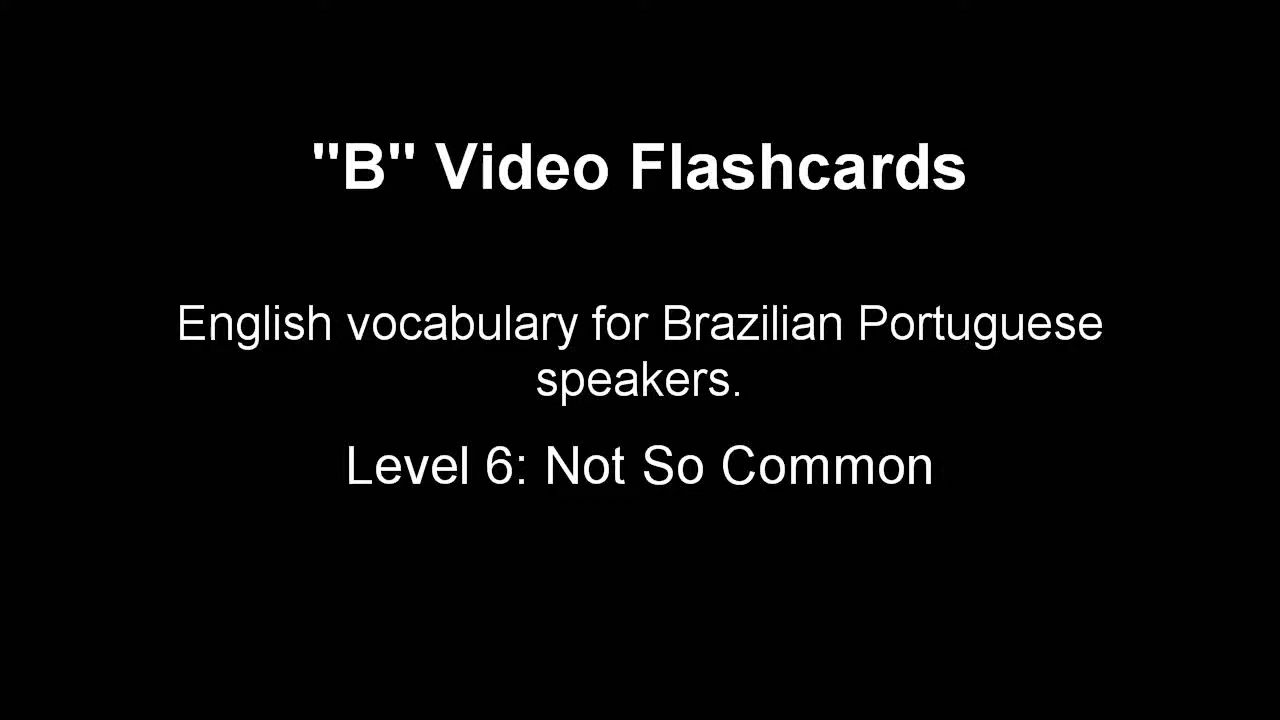 "B" Video Flashcards
English vocabulary for Brazilian Portuguese
speakers.
Level 6: Not So Common